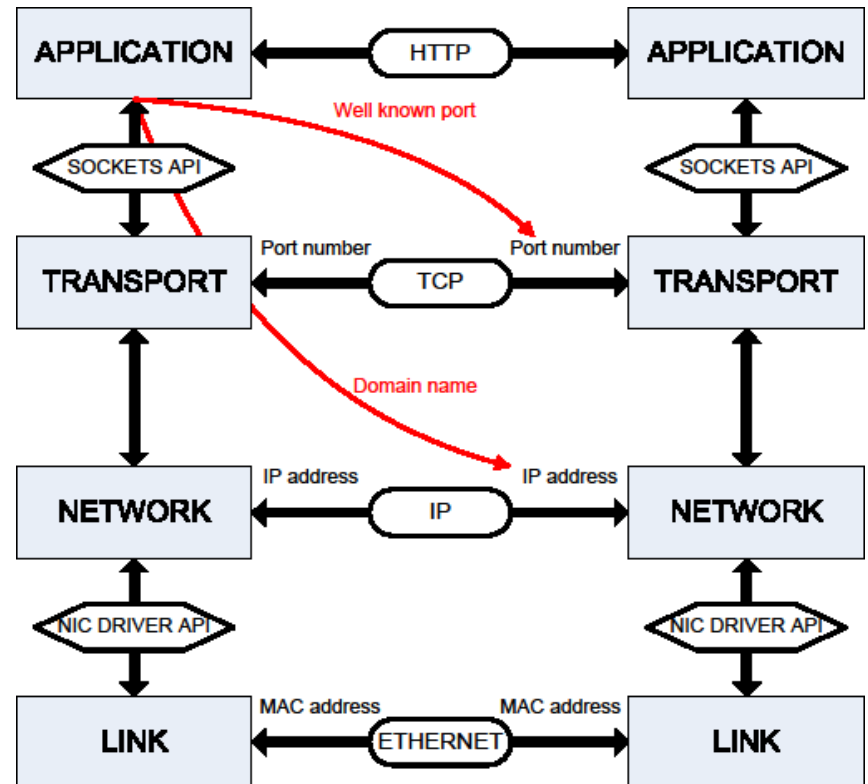 APPLICATION
HTTP
APPLICATION
Well known port
SOCKETS API
SOCKETS API
Port number
Port number
TRANSPORT
TCP
TRANSPORT
Domain name
IP address
IP address
NETWORK
IP
NETWORK
NIC DRIVER API
NIC DRIVER API
MAC address
MAC address
LINK
ETHERNET
LINK